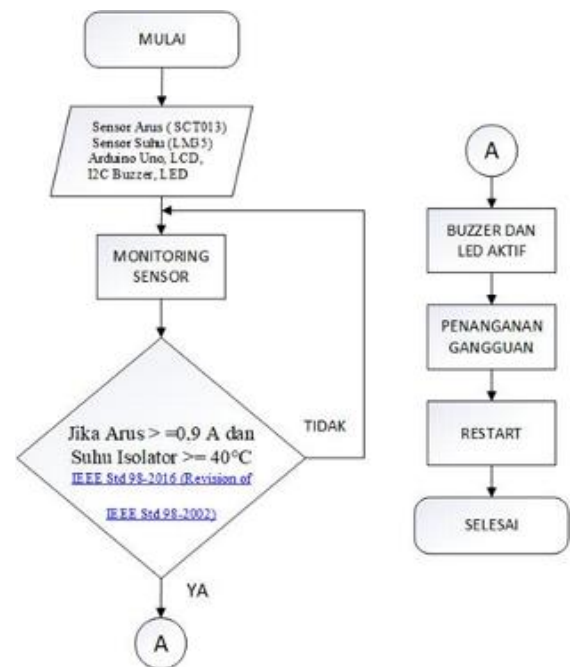 MULAI
Sensor Arus ( SCT013)
Sensor Suhu (LM35)
Arduino Uno, LCD,
I2C Buzzer, LED
MONITORING
SENSOR
Jika Arus > =0.9 A dan
Suhu Isolator >= 40°C
IEEE Std 98-2016 (Revision of
IEEE Std 98-2002)
TIDAK
YA
A
A
BUZZER DAN
LED AKTIF
PENANGANAN
GANGGUAN
RESTART
SELESAI